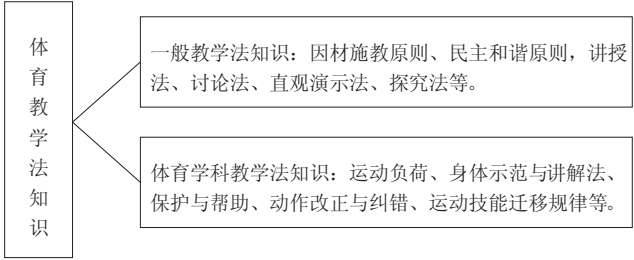 体育教学法知识
一般教学法知识：因材施教原则、民主和谐原则，讲授
法、讨论法、直观演示法、探究法等。
体育学科教学法知识：运动负荷、身体示范与讲解法、
保护与帮助、动作改正与纠错、运动技能迁移规律等。